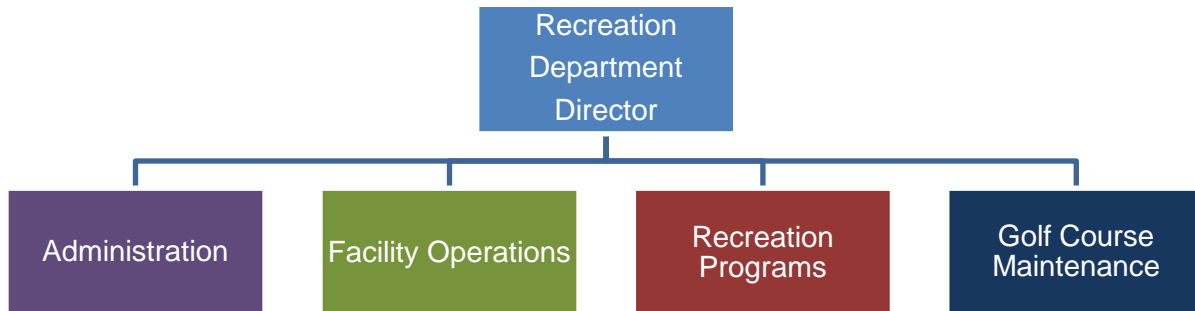 Recreation
Department
Director
Administration
Facility Operations
Recreation
Programs
Golf Course
Maintenance